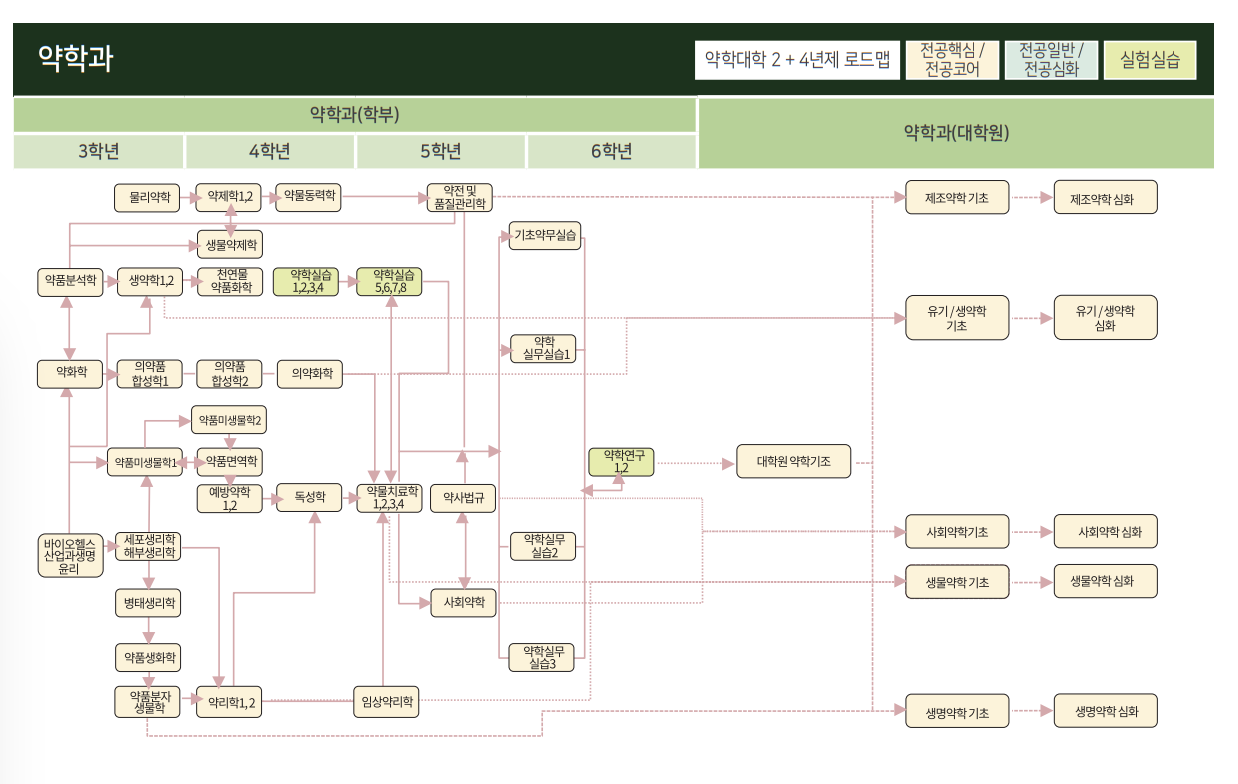 약학과
약학대학 2 + 4년제 로드맵
전공핵심 /
전공코어
전공일반 /
전공심화
실험실습
약학과(학부)
약학과(대학원)
3학년
4학년
5학년
6학년
물리약학
약제학1,2
약물동력학
약전 및
품질관리학
제조약학 기초
제조약학 심화
생물약제학
기초약무실습
약품분석학
생약학1,2
천연물
약품화학
약학실습
1,2,3,4
약학실습
5,6,7,8
유기 / 생약학
기초
유기 / 생약학
심화
약학
실무실습1
약화학
의약품
합성학1
의약품
합성학2
의약화학
약품미생물학2
약품미생물학1
약품면역학
약학연구
1,2
대학원 약학기조
예방약학
1,2
독성학
약물치료학
1,2,3,4
약사법규
바이오헬스
산업과생명
윤리
세포생리학
해부생리학
약학실무
실습2
사회약학기초
사회약학 심화
생물약학 기초
생물약학 심화
병태생리학
사회약학
약품생화학
약학실무
실습3
약품분자
생물학
약리학1,2
임상약리학
생명약학 기초
생명약학 심화